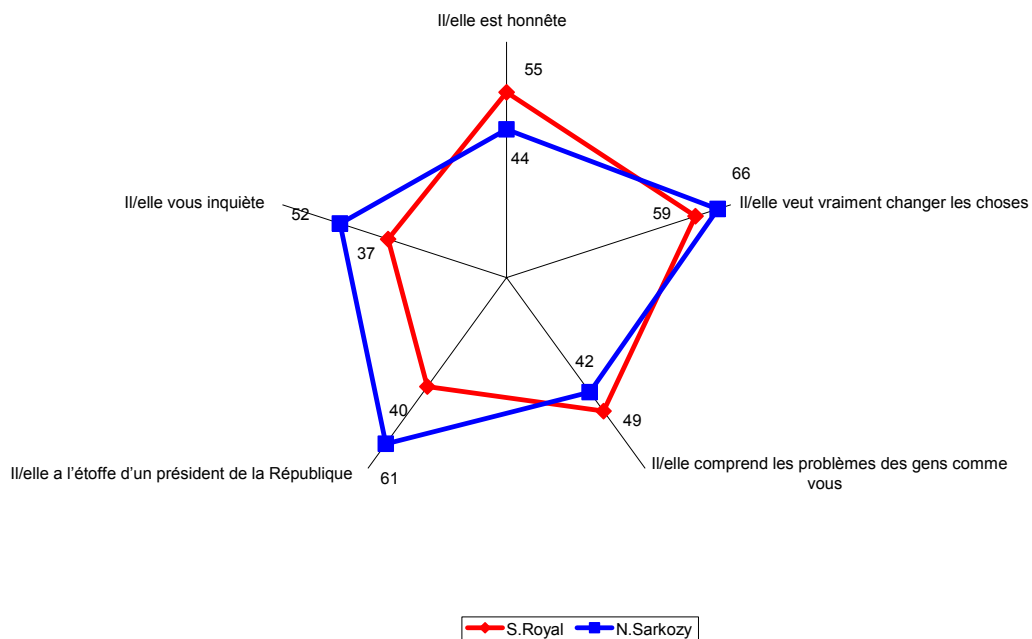 Il/elle est honnête
55
44
66
Il/elle veut vraiment changer les choses
59
Il/elle vous inquiète
52
37
42
40
49
Il/elle a l’étoffe d’un président de la République
61
Il/elle comprend les problèmes des gens comme
vous
S.Royal N.Sarkozy